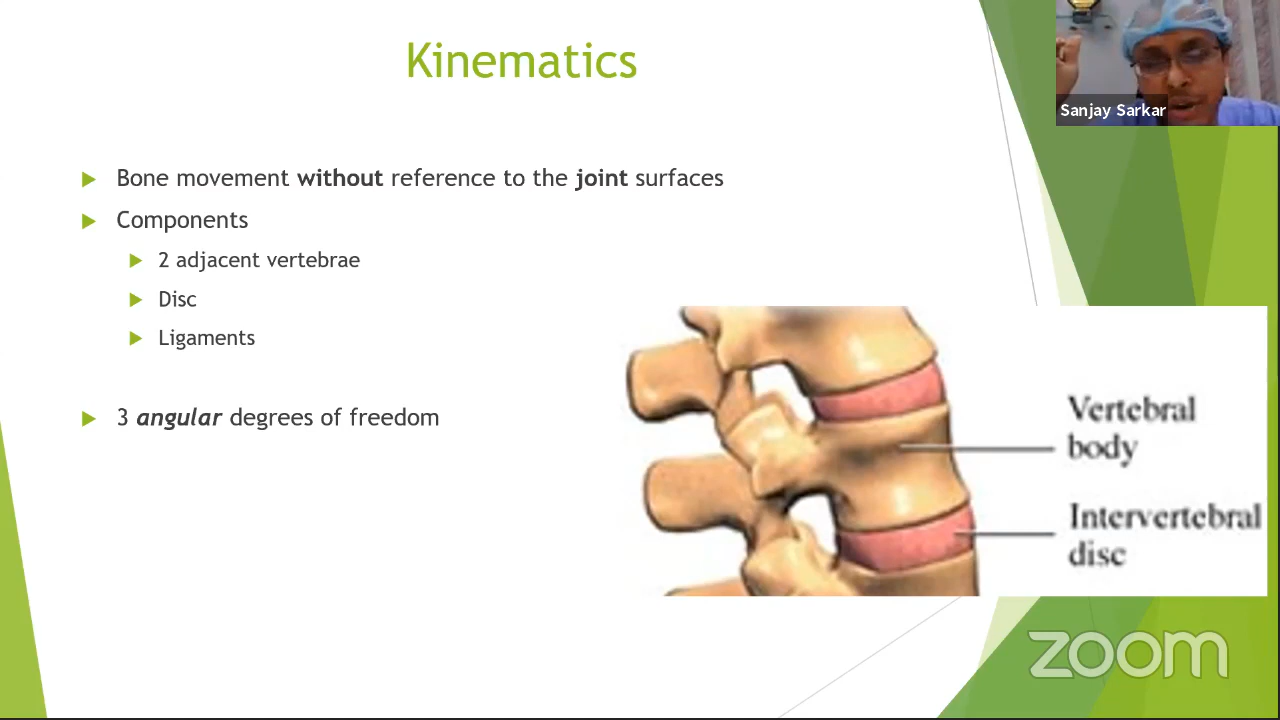 Kinematics
Sanjay Sarkar
Bone movement without reference to the joint surfaces
Components
2 adjacent vertebrae
Disc
Ligaments
3 angular degrees of freedom
Vertebral
body
Intervertebral
disc
zoom